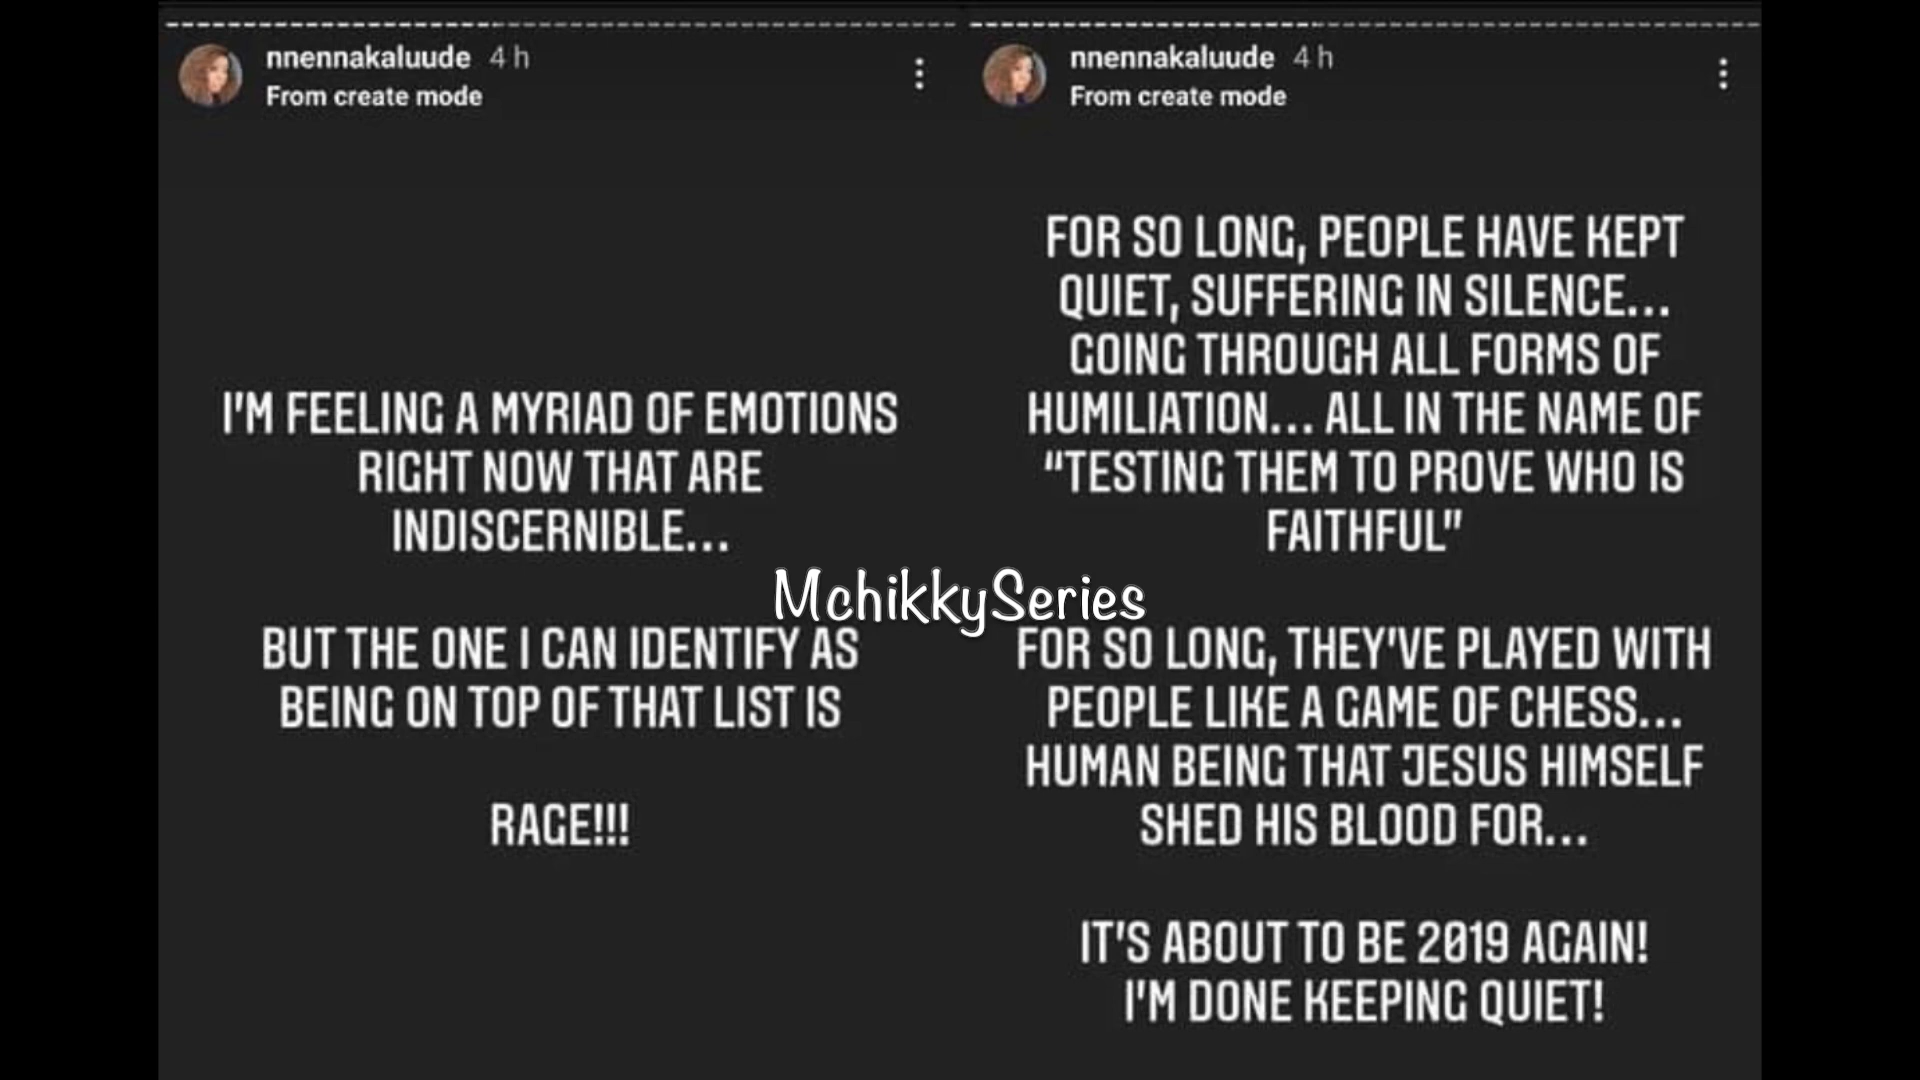 nnennakaluude 4 h
From create mode
I'M FEELING A MYRIAD OF EMOTIONS
RIGHT NOW THAT ARE
INDISCERNIBLE...
BUT THE ONE I CAN IDENTIFY AS
BEING ON TOP OF THAT LIST IS
RAGE!!!
nnennakaluude 4 h
From create mode
FOR SO LONG, PEOPLE HAVE KEPT
QUIET, SUFFERING IN SILENCE...
GOING THROUGH ALL FORMS OF
HUMILIATION... ALL IN THE NAME OF
"TESTING THEM TO PROVE WHO IS
FAITHFUL"
FOR SO LONG, THEY'VE PLAYED WITH
PEOPLE LIKE A GAME OF CHESS...
HUMAN BEING THAT JESUS HIMSELF
SHED HIS BLOOD FOR...
IT'S ABOUT TO BE 2019 AGAIN!
I'M DONE KEEPING QUIET!
MchikkySeries